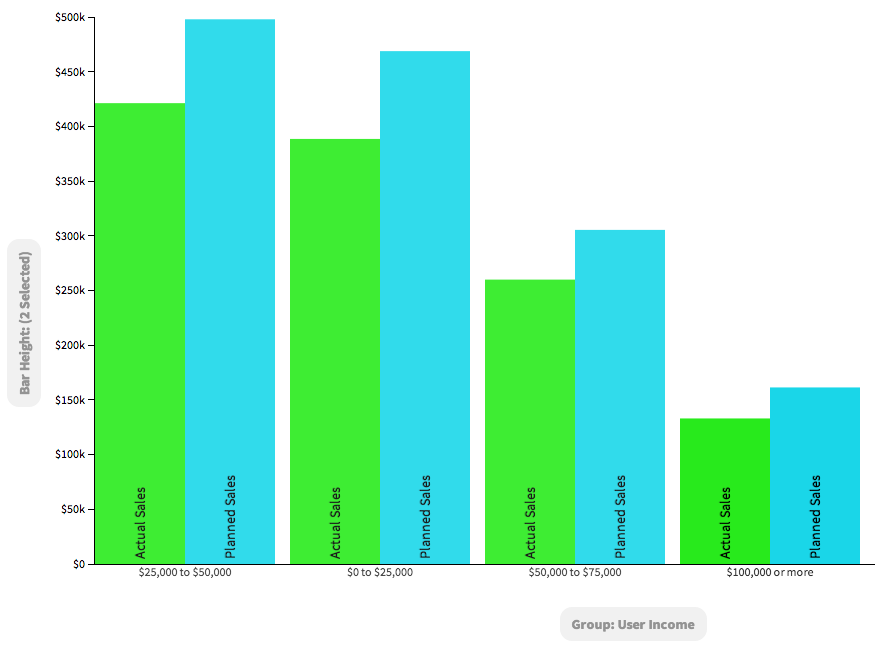 $500k
$450k
$400k
$350k
$300k
$250k
$200k
$150k
$100k
$50k
$0
Bar Height: (2 Selected)
Actual Sales
Planned Sales
Actual Sales
Planned Sales
Actual Sales
Planned Sales
Actual Sales
Planned Sales
$25,000 to $50,000
$0 to $25,000
$50,000 to $75,000
$100,000 or more
Group: User Income